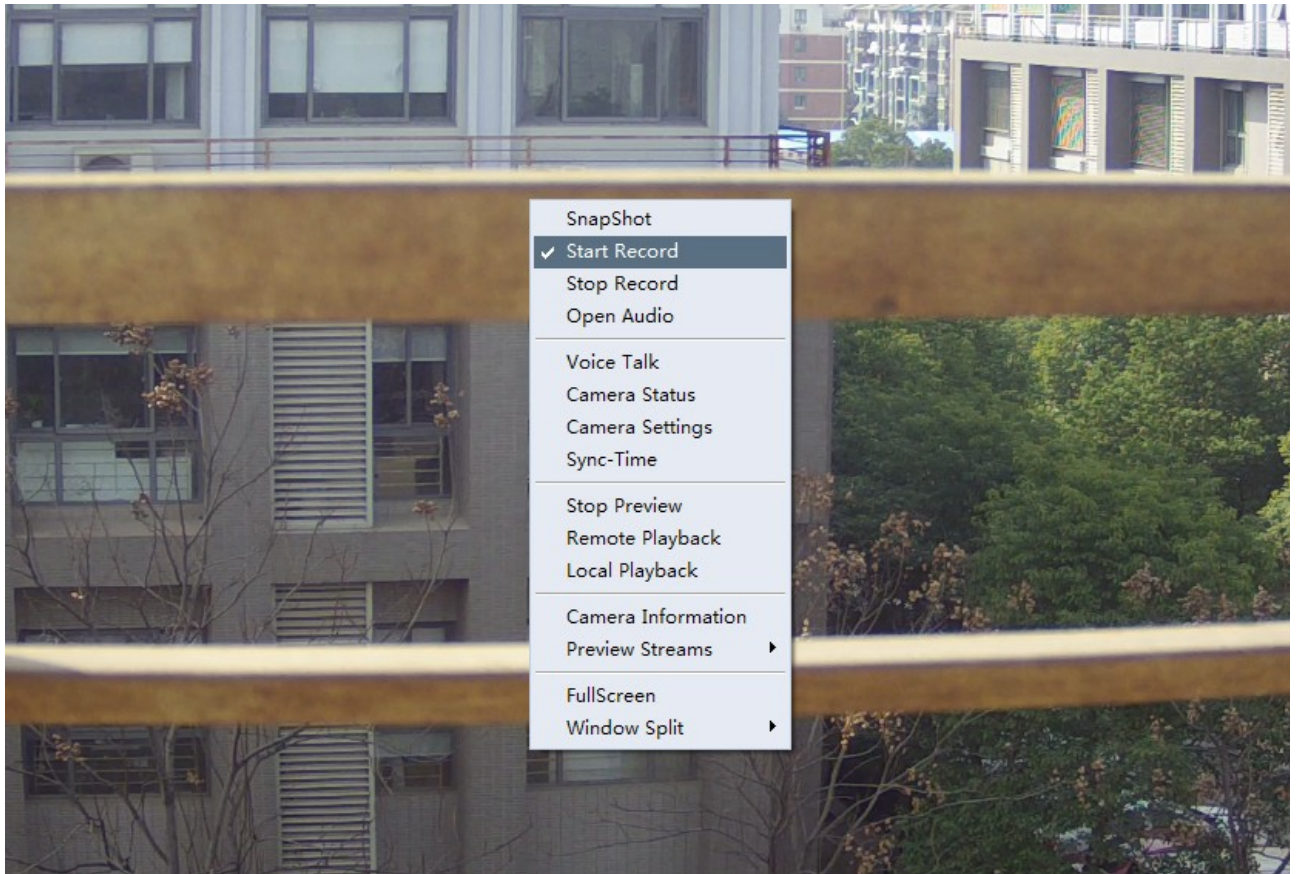 SnapShot
Start Record
Stop Record
Open Audio
Voice Talk
Camera Status
Camera Settings
Sync-Time
Stop Preview
Remote Playback
Local Playback
Camera Information
Preview Streams
FullScreen
Window Split